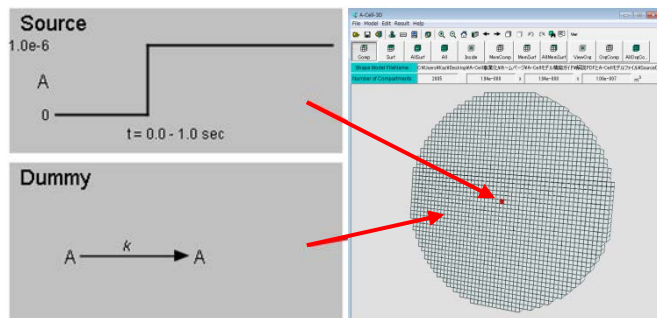 Source
1.0e-6
A
0
t = 0.0 - 1.0 sec
Dummy
A k A
A-Cell-3D
File Model Edit Result Help
Comp Surf AllSurf All Inside MemComp MemSurf AllMemSurf ViewOrg OrgComp AllOrgCo..
Shape Model FileName
Number of Compartments